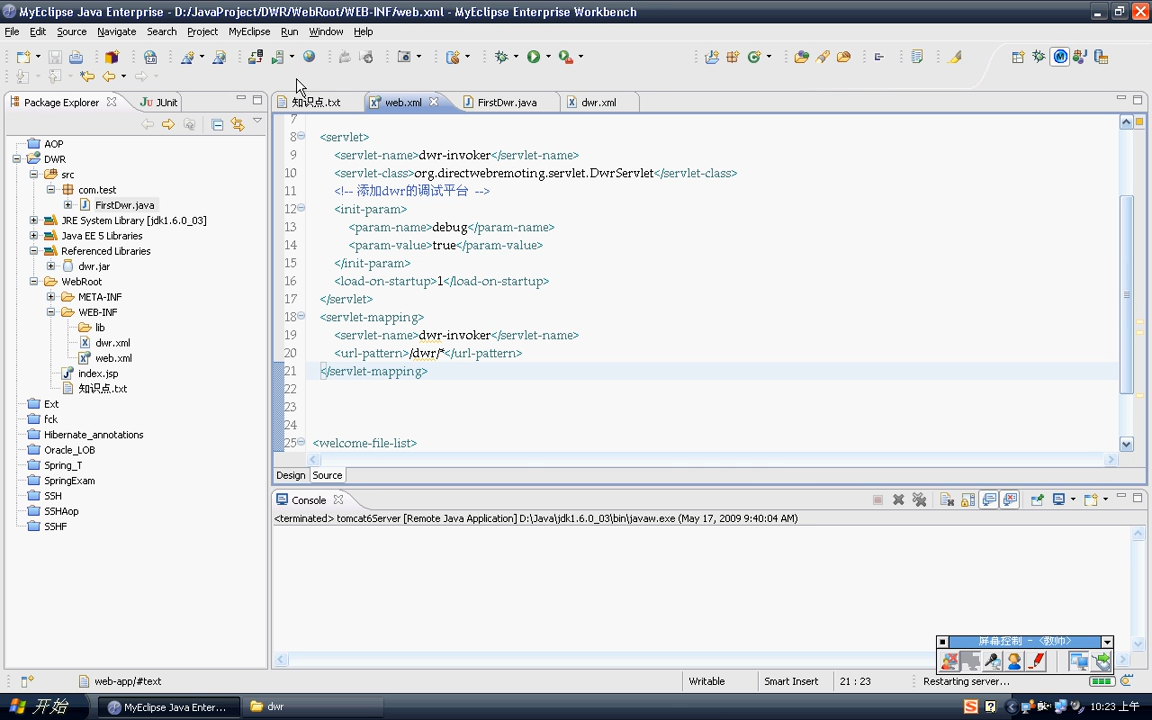 MyEclipse Java Enterprise - D:/JavaProject/DWR/WebRoot/WEB-INF/web.xml - MyEclipse Enterprise Workbench
File Edit Source Navigate Search Project MyEclipse Run Window Help
Package Explorer JUnit
知识点.txt web.xml FirstDwr.java dwr.xml
AOP
DWR
src
com.test
FirstDwr.java
JRE System Library [jdk1.6.0_03]
Java EE 5 Libraries
Referenced Libraries
dwr.jar
WebRoot
META-INF
WEB-INF
lib
dwr.xml
web.xml
index.jsp
知识点.txt
Ext
fck
Hibernate_annotations
Oracle_LOB
Spring_T
SpringExam
SSH
SSHAop
SSHF
7
8 <servlet>
9 <servlet-name>dwr-invoker</servlet-name>
10 <servlet-class>org.directwebremoting.servlet.DwrServlet</servlet-class>
11 <!-- 添加dwr的调试平台 -->
12 <init-param>
13 <param-name>debug</param-name>
14 <param-value>true</param-value>
15 </init-param>
16 <load-on-startup>1</load-on-startup>
17 </servlet>
18 <servlet-mapping>
19 <servlet-name>dwr-invoker</servlet-name>
20 <url-pattern>/dwr/*</url-pattern>
21 </servlet-mapping>
22
23
24
25 <welcome-file-list>
Design Source
Console
<terminated> tomcat6Server [Remote Java Application] D:\Java\jdk1.6.0_03\bin\javaw.exe (May 17, 2009 9:40:04 AM)
屏幕控制 - <教师>
web-app/#text Writable Smart Insert 21 : 23 Restarting server...
开始 MyEclipse Java Enter... dwr 10:23 上午